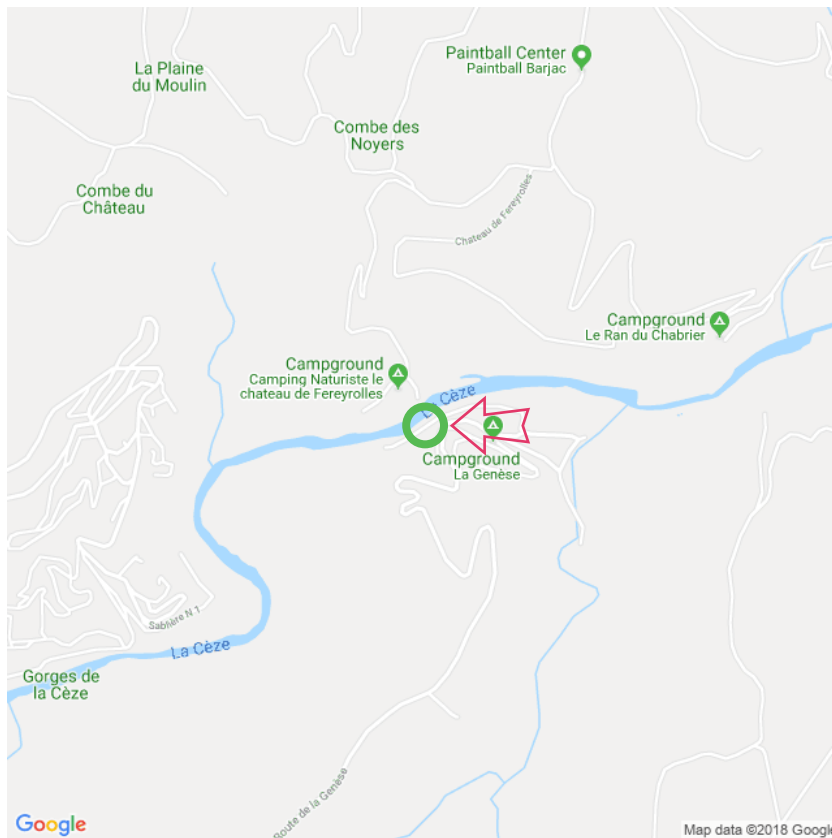 Paintball Center
Paintball Barjac
La Plaine
du Moulin
Combe des
Noyers
Combe du
Château
Chateau de Fereyrolles
Campground
Le Ran du Chabrier
Campground
Camping Naturiste le
chateau de Fereyrolles
La Cèze
Campground
La Genèse
Sabhère N 1
La Cèze
Gorges de
la Cèze
Route de la Genèse
Google
Map data ©2018 Google